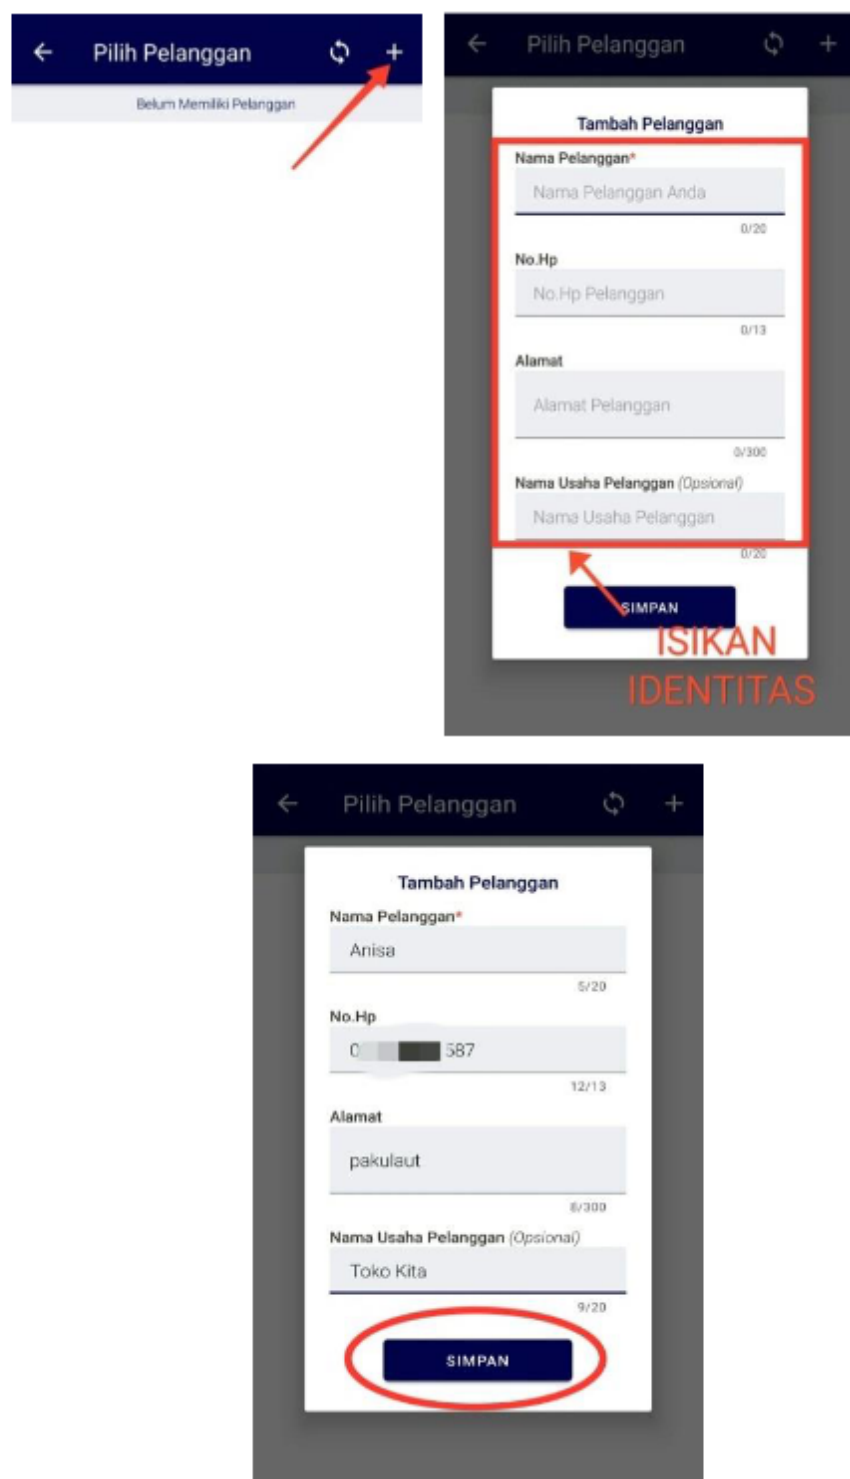 Pilih Pelanggan
Belum Memiliki Pelanggan
Pilih Pelanggan
Tambah Pelanggan
Nama Pelanggan*
Nama Pelanggan Anda
0/20
No.Hp
No.Hp Pelanggan
0/13
Alamat
Alamat Pelanggan
0/300
Nama Usaha Pelanggan (Opsional)
Nama Usaha Pelanggan
0/20
SIMPAN
ISIKAN
IDENTITAS
Pilih Pelanggan
Tambah Pelanggan
Nama Pelanggan*
Anisa
5/20
No.Hp
0 587
12/13
Alamat
pakulaut
8/300
Nama Usaha Pelanggan (Opsional)
Toko Kita
9/20
SIMPAN